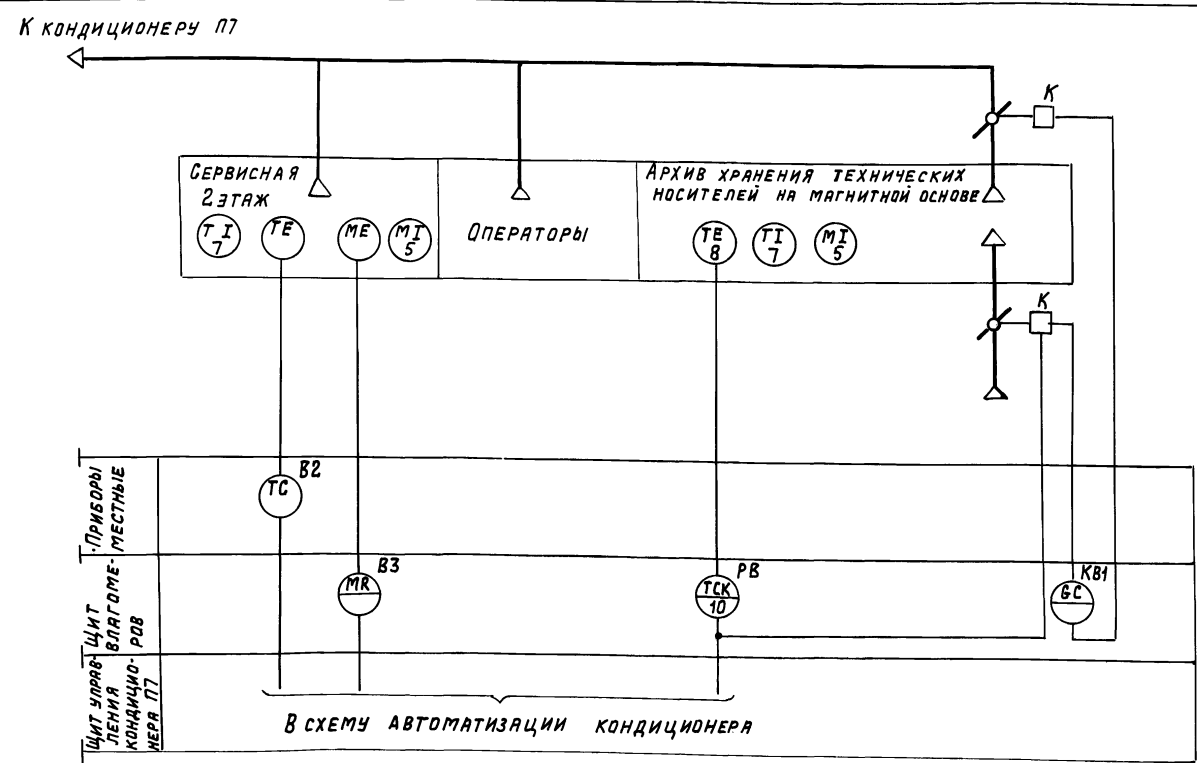 К КОНДИЦИОНЕРУ П7
К
СЕРВИСНАЯ
2 ЭТАЖ
АРХИВ ХРАНЕНИЯ ТЕХНИЧЕСКИХ
НОСИТЕЛЕЙ НА МАГНИТНОЙ ОСНОВЕ
ОПЕРАТОРЫ
TI
7
TE
ME
MI
5
TE
8
TI
7
MI
5
К
·ПРИБОРЫ
МЕСТНЫЕ
TC
В2
ЩИТ
ВЛАГОМЕ-
РОВ
MR
В3
TCK
10
РВ
GC
КВ1
ЩИТ УПРАВ-
ЛЕНИЯ
КОНДИЦИО-
НЕРА П7
В СХЕМУ АВТОМАТИЗАЦИИ КОНДИЦИОНЕРА